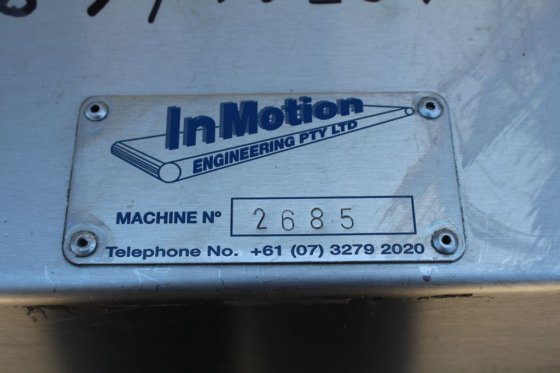 InMotion
ENGINEERING PTY LTD
MACHINE Nº 2685
Telephone No. +61 (07) 3279 2020